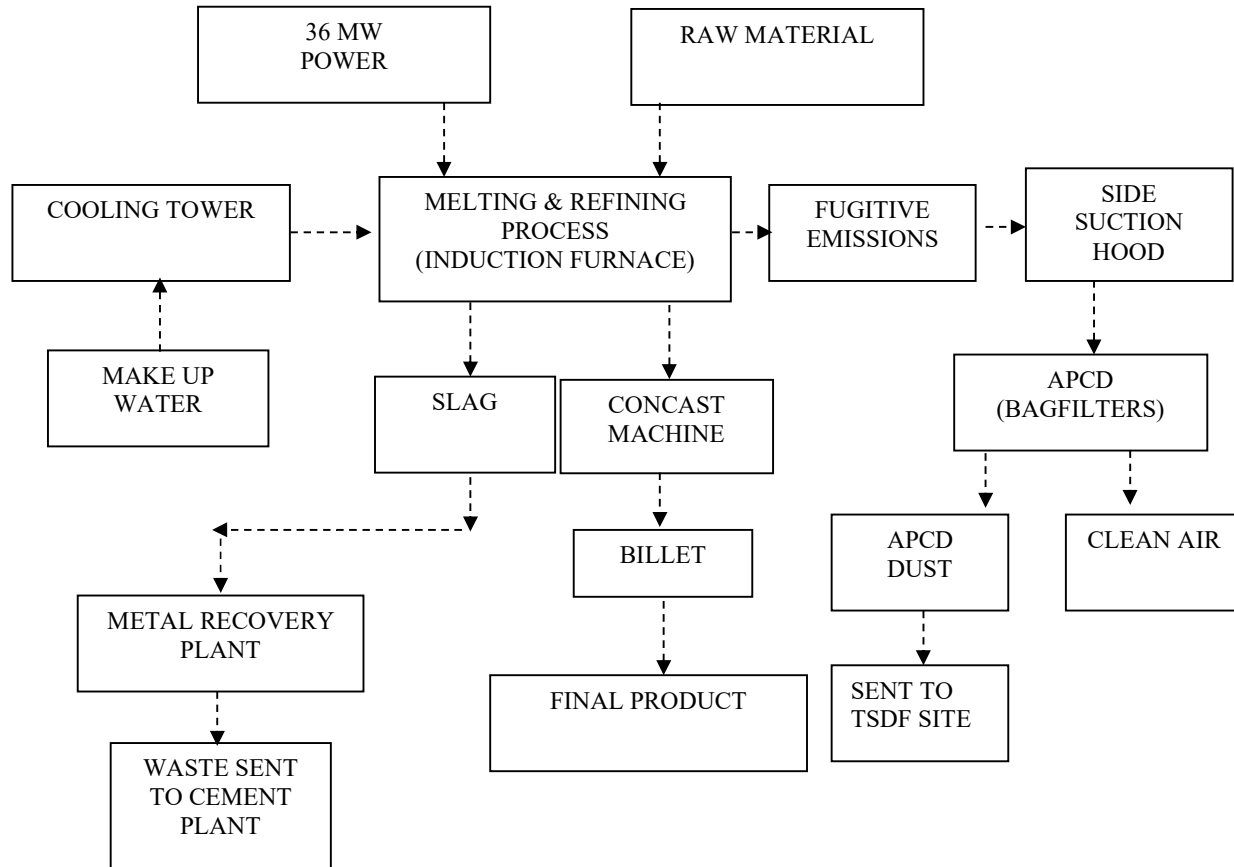 36 MW
POWER
RAW MATERIAL
COOLING TOWER
MELTING & REFINING
PROCESS
(INDUCTION FURNACE)
FUGITIVE
EMISSIONS
SIDE
SUCTION
HOOD
MAKE UP
WATER
SLAG
CONCAST
MACHINE
APCD
(BAGFILTERS)
BILLET
APCD
DUST
CLEAN AIR
METAL RECOVERY
PLANT
FINAL PRODUCT
SENT TO
TSDF SITE
WASTE SENT
TO CEMENT
PLANT